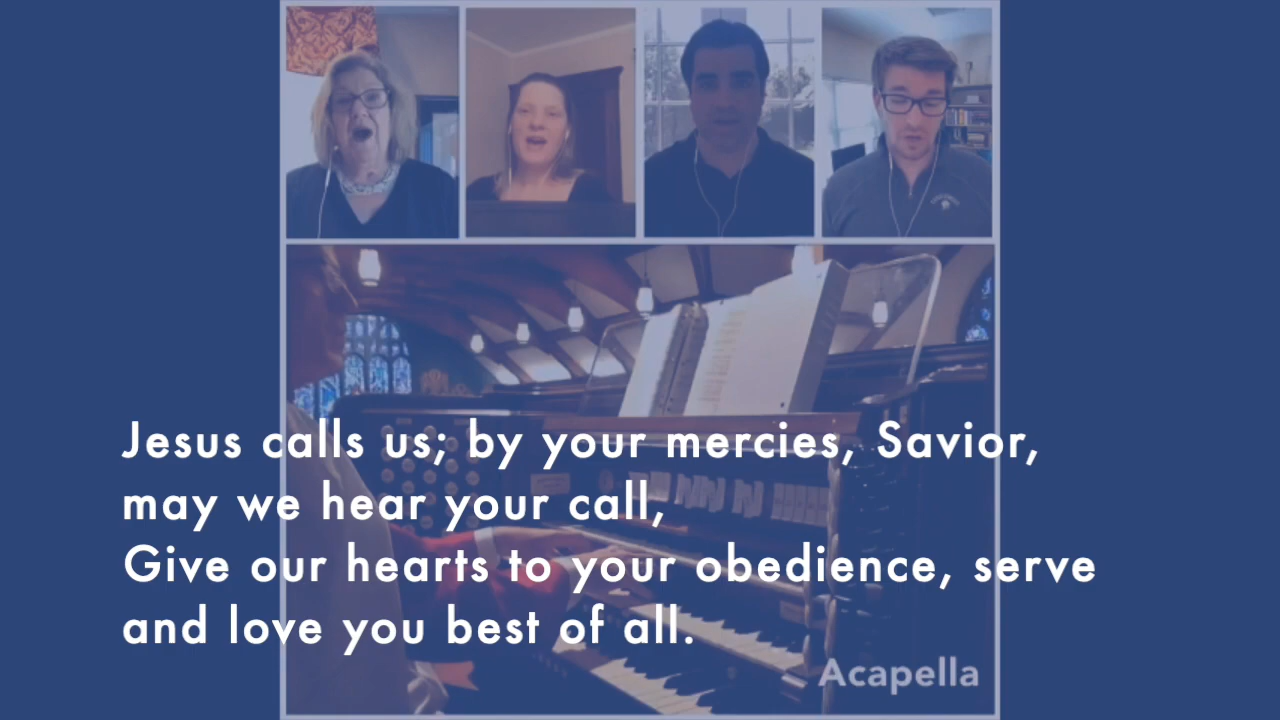 Jesus calls us; by your mercies, Savior,
may we hear your call,
Give our hearts to your obedience, serve
and love you best of all.
Acapella